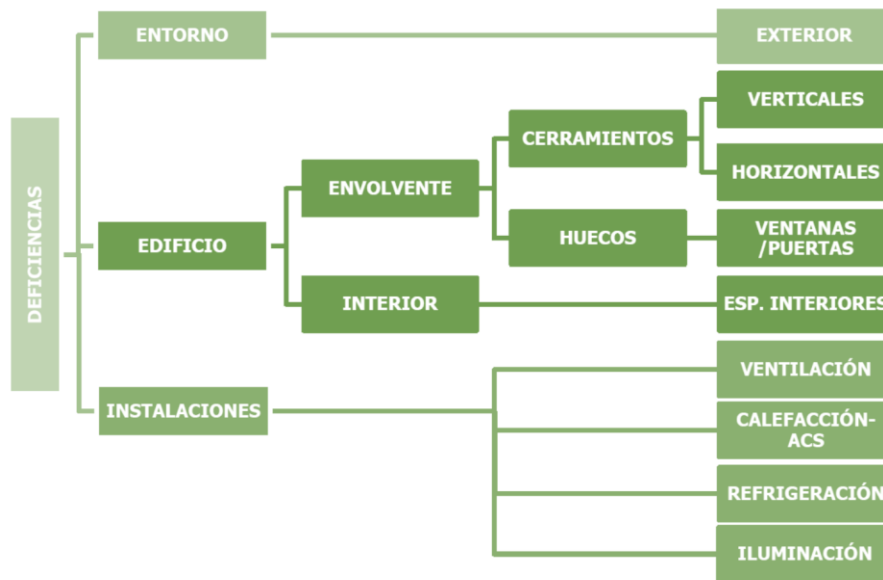 DEFICIENCIAS
ENTORNO
EXTERIOR
EDIFICIO
ENVOLVENTE
CERRAMIENTOS
VERTICALES
HORIZONTALES
HUECOS
VENTANAS
/PUERTAS
INTERIOR
ESP. INTERIORES
INSTALACIONES
VENTILACIÓN
CALEFACCIÓN-
ACS
REFRIGERACIÓN
ILUMINACIÓN